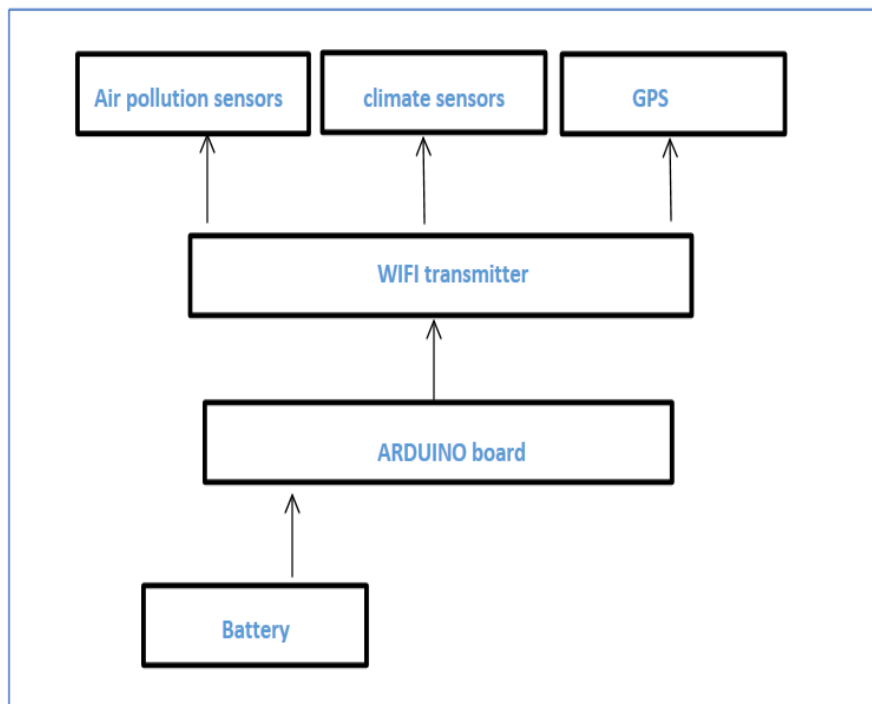 Air pollution sensors
climate sensors
GPS
WIFI transmitter
ARDUINO board
Battery